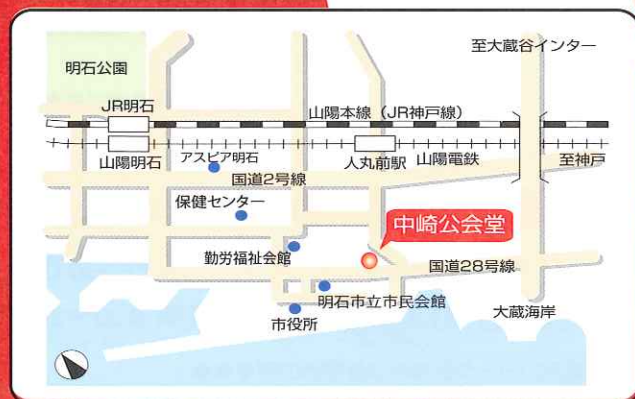 至大蔵谷インター
明石公園
JR明石
山陽本線（JR神戸線）
山陽明石
アスピア明石
人丸前駅
山陽電鉄
至神戸
国道2号線
保健センター
中崎公会堂
勤労福祉会館
国道28号線
明石市立市民会館
市役所
大蔵海岸